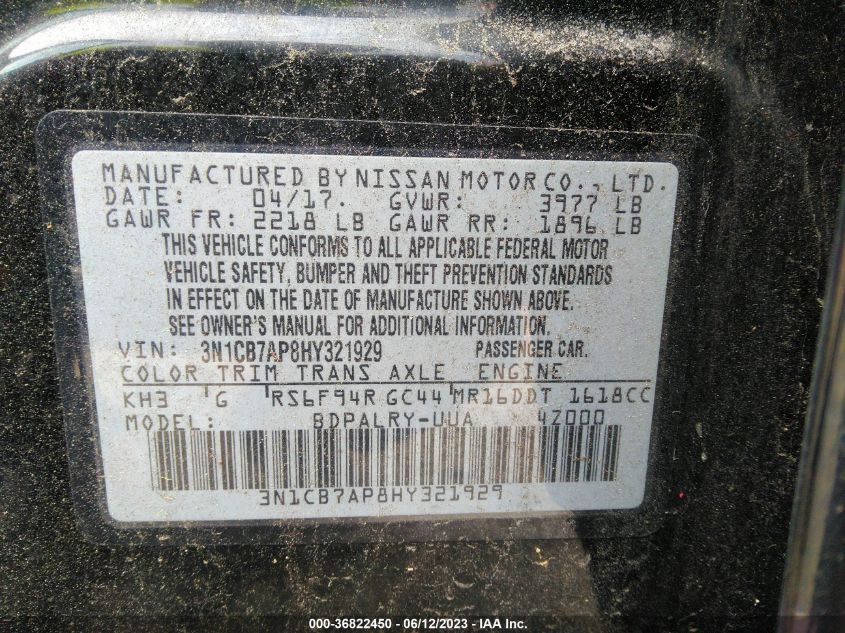 MANUFACTURED BY NISSAN MOTOR CO., LTD.
DATE: 04/17. GVWR: 3977 LB
GAWR FR: 2218 LB GAWR RR: 1896 LB
THIS VEHICLE CONFORMS TO ALL APPLICABLE FEDERAL MOTOR
VEHICLE SAFETY, BUMPER AND THEFT PREVENTION STANDARDS
IN EFFECT ON THE DATE OF MANUFACTURE SHOWN ABOVE.
SEE OWNER'S MANUAL FOR ADDITIONAL INFORMATION.
VIN: 3N1CB7AP8HY321929 PASSENGER CAR.
COLOR TRIM TRANS AXLE ENGINE
KH3 'G 'RS6F94R GC44 'MR16DDT 1618CC
MODEL: BDPALRY-UUA 4Z000
3N1CB7AP8HY321929
000-36822450 - 06/12/2023 - © IAA Inc.